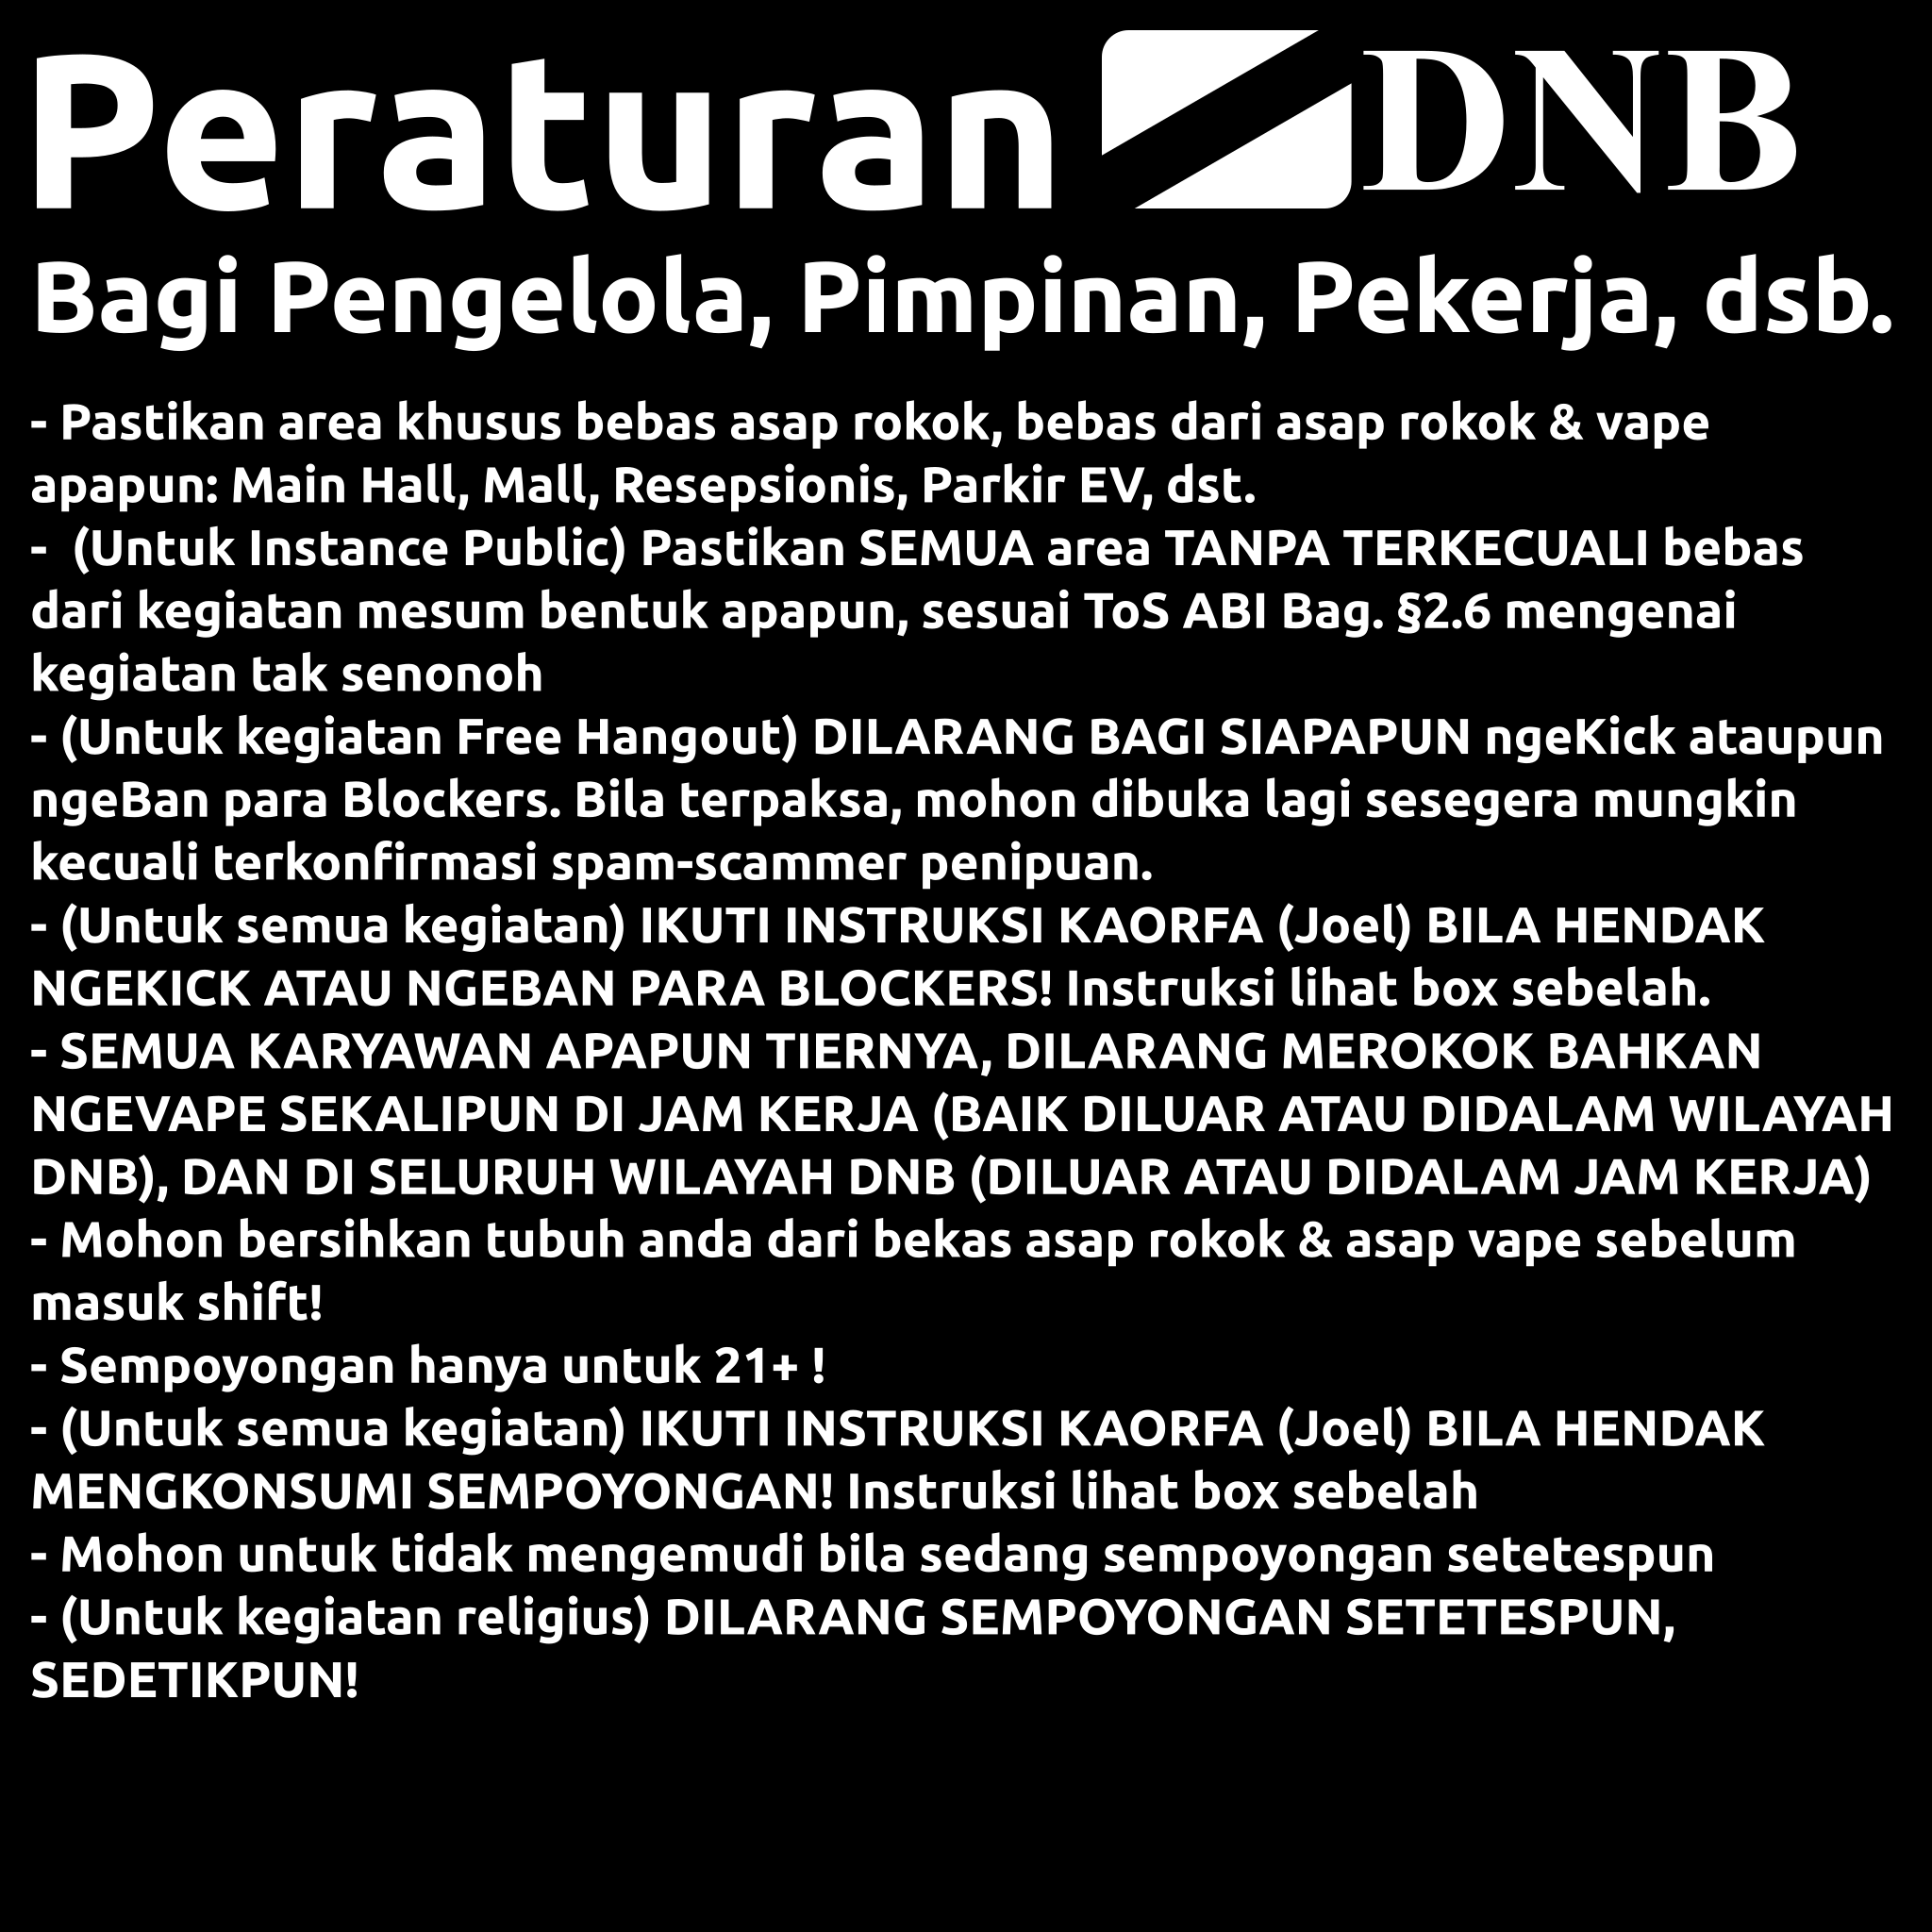 Peraturan DNB
Bagi Pengelola, Pimpinan, Pekerja, dsb.
- Pastikan area khusus bebas asap rokok, bebas dari asap rokok & vape
apapun: Main Hall, Mall, Resepsionis, Parkir EV, dst.
-  (Untuk Instance Public) Pastikan SEMUA area TANPA TERKECUALI bebas
dari kegiatan mesum bentuk apapun, sesuai ToS ABI Bag. §2.6 mengenai
kegiatan tak senonoh
- (Untuk kegiatan Free Hangout) DILARANG BAGI SIAPAPUN ngeKick ataupun
ngeBan para Blockers. Bila terpaksa, mohon dibuka lagi sesegera mungkin
kecuali terkonfirmasi spam-scammer penipuan.
- (Untuk semua kegiatan) IKUTI INSTRUKSI KAORFA (Joel) BILA HENDAK
NGEKICK ATAU NGEBAN PARA BLOCKERS! Instruksi lihat box sebelah.
- SEMUA KARYAWAN APAPUN TIERNYA, DILARANG MEROKOK BAHKAN
NGEVAPE SEKALIPUN DI JAM KERJA (BAIK DILUAR ATAU DIDALAM WILAYAH
DNB), DAN DI SELURUH WILAYAH DNB (DILUAR ATAU DIDALAM JAM KERJA)
- Mohon bersihkan tubuh anda dari bekas asap rokok & asap vape sebelum
masuk shift!
- Sempoyongan hanya untuk 21+ !
- (Untuk semua kegiatan) IKUTI INSTRUKSI KAORFA (Joel) BILA HENDAK
MENGKONSUMI SEMPOYONGAN! Instruksi lihat box sebelah
- Mohon untuk tidak mengemudi bila sedang sempoyongan setetespun
- (Untuk kegiatan religius) DILARANG SEMPOYONGAN SETETESPUN,
SEDETIKPUN!